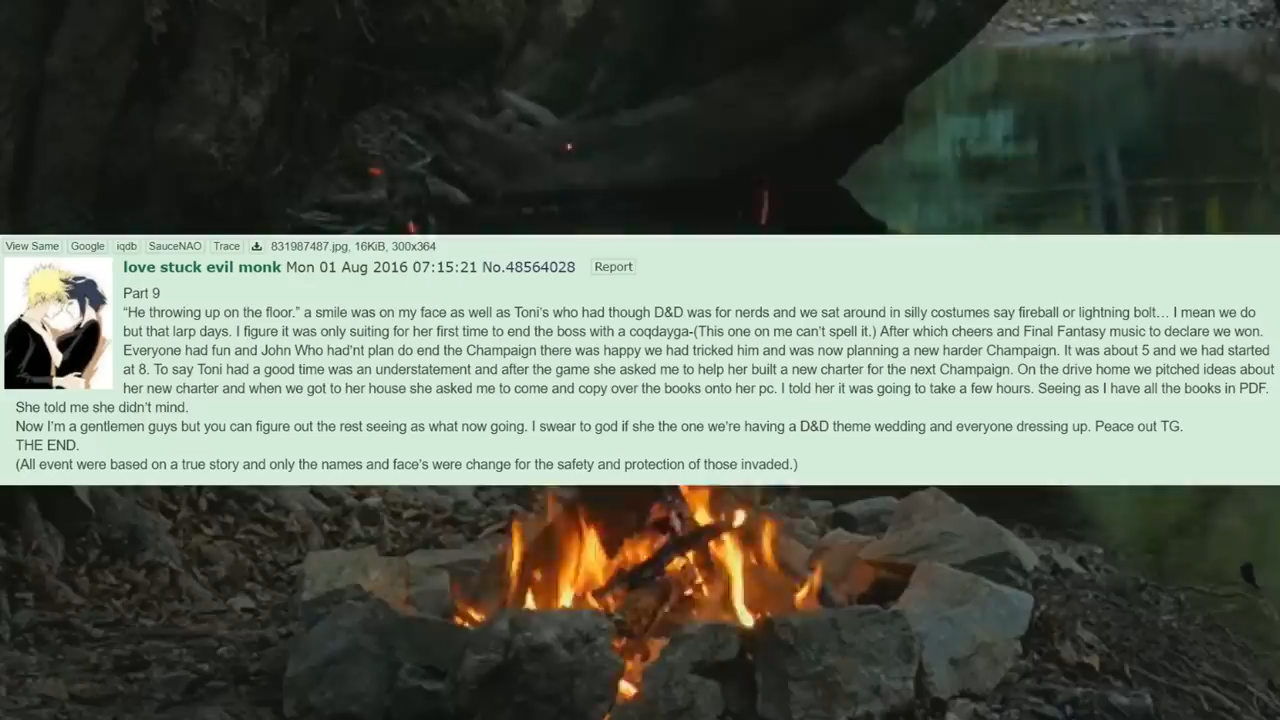 View Same Google iqdb SauceNAO Trace 831987487.jpg, 16KiB, 300x364
love stuck evil monk Mon 01 Aug 2016 07:15:21 No.48564028 Report
Part 9
“He throwing up on the floor.” a smile was on my face as well as Toni’s who had though D&D was for nerds and we sat around in silly costumes say fireball or lightning bolt… I mean we do
but that larp days. I figure it was only suiting for her first time to end the boss with a coqdayga-(This one on me can’t spell it.) After which cheers and Final Fantasy music to declare we won.
Everyone had fun and John Who had’nt plan do end the Champaign there was happy we had tricked him and was now planning a new harder Champaign. It was about 5 and we had started
at 8. To say Toni had a good time was an understatement and after the game she asked me to help her built a new charter for the next Champaign. On the drive home we pitched ideas about
her new charter and when we got to her house she asked me to come and copy over the books onto her pc. I told her it was going to take a few hours. Seeing as I have all the books in PDF.
She told me she didn’t mind.
Now I’m a gentlemen guys but you can figure out the rest seeing as what now going. I swear to god if she the one we’re having a D&D theme wedding and everyone dressing up. Peace out TG.
THE END.
(All event were based on a true story and only the names and face’s were change for the safety and protection of those invaded.)